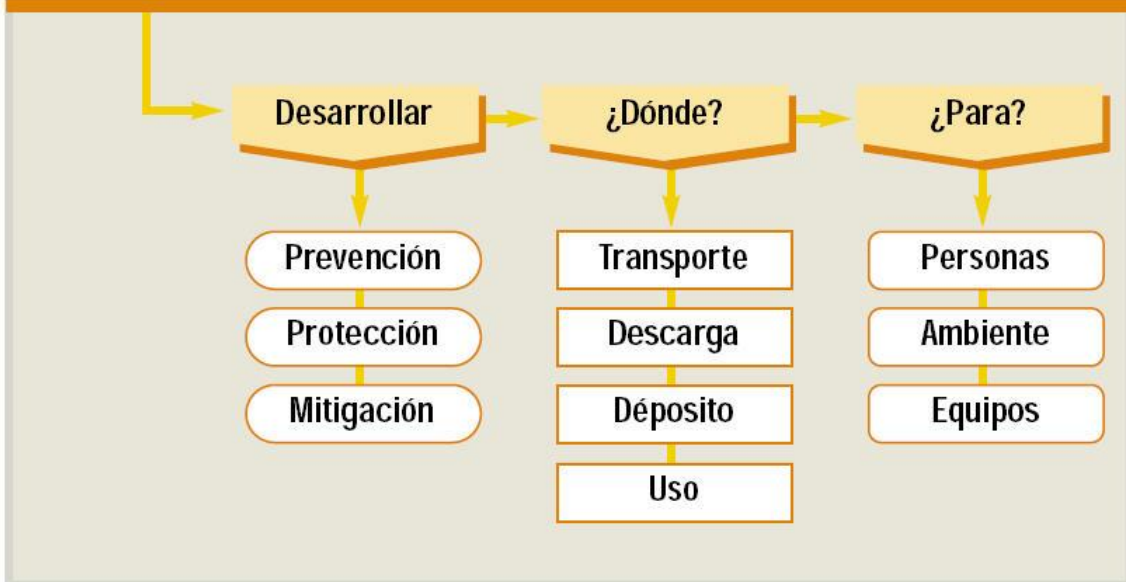 Desarrollar
¿Dónde?
¿Para?
Prevención
Protección
Mitigación
Transporte
Descarga
Déposito
Uso
Personas
Ambiente
Equipos